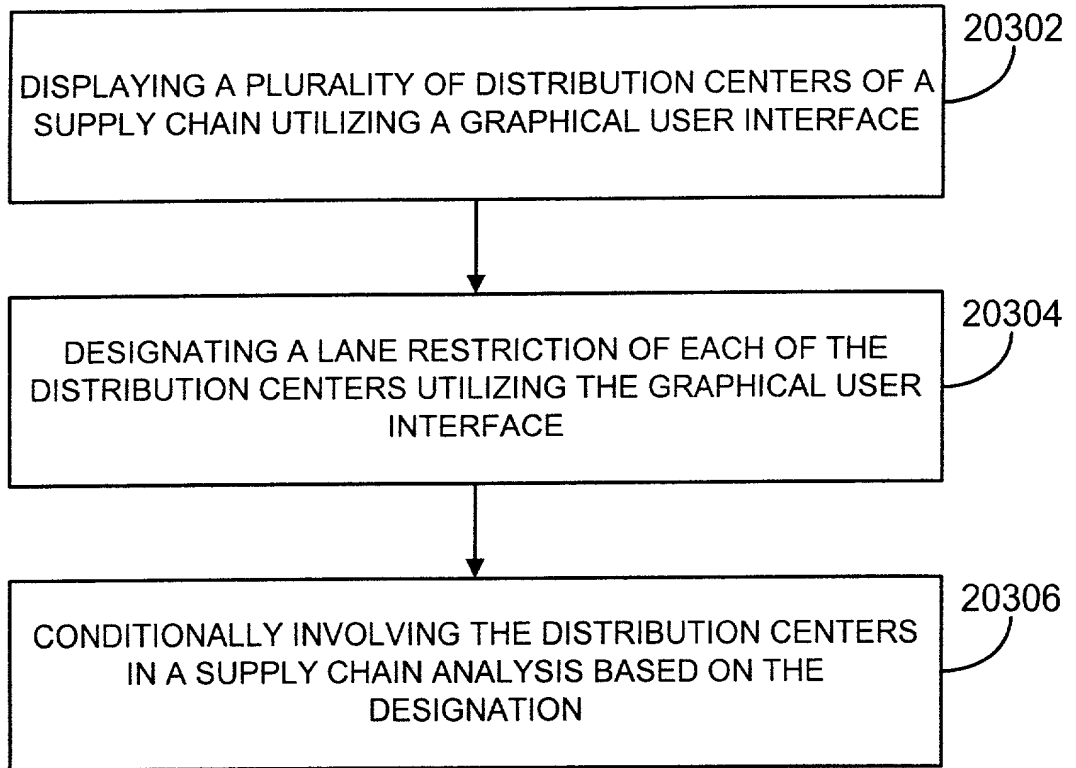 20302
DISPLAYING A PLURALITY OF DISTRIBUTION CENTERS OF A
SUPPLY CHAIN UTILIZING A GRAPHICAL USER INTERFACE
20304
DESIGNATING A LANE RESTRICTION OF EACH OF THE
DISTRIBUTION CENTERS UTILIZING THE GRAPHICAL USER
INTERFACE
20306
CONDITIONALLY INVOLVING THE DISTRIBUTION CENTERS
IN A SUPPLY CHAIN ANALYSIS BASED ON THE
DESIGNATION